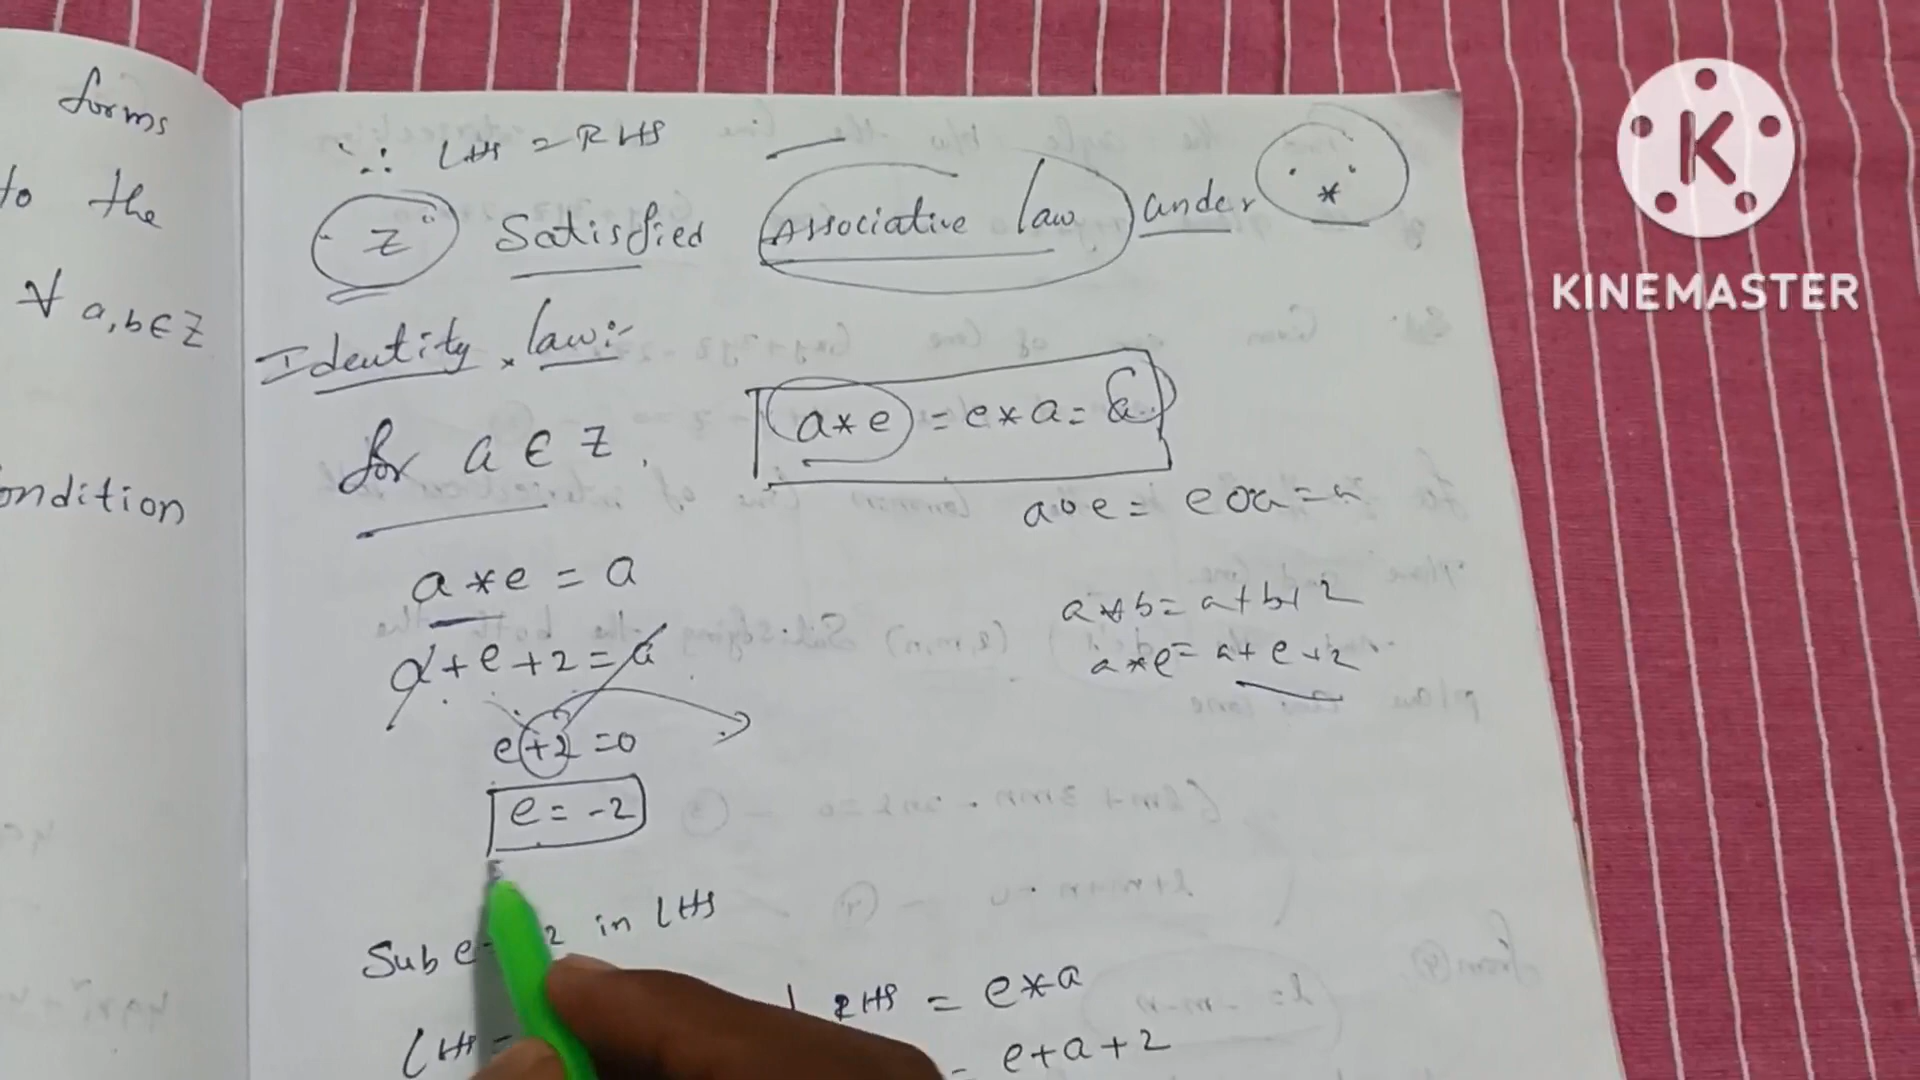 forms
to the
∀ a,b∈Z
ondition
∴ LHS = RHS
"Z" Satisfied Associative law under "*"
Identity law:-
for a ∈ Z, a*e = e*a = a
aoe = eoa = a
a*e = a
a+e+2=a
e+2=0
e=-2
a*b= a+b+2
a*e= a+e+2
Sub e 2 in LHS
LHS =
RHS = e*a
= e+a+2
KINEMASTER